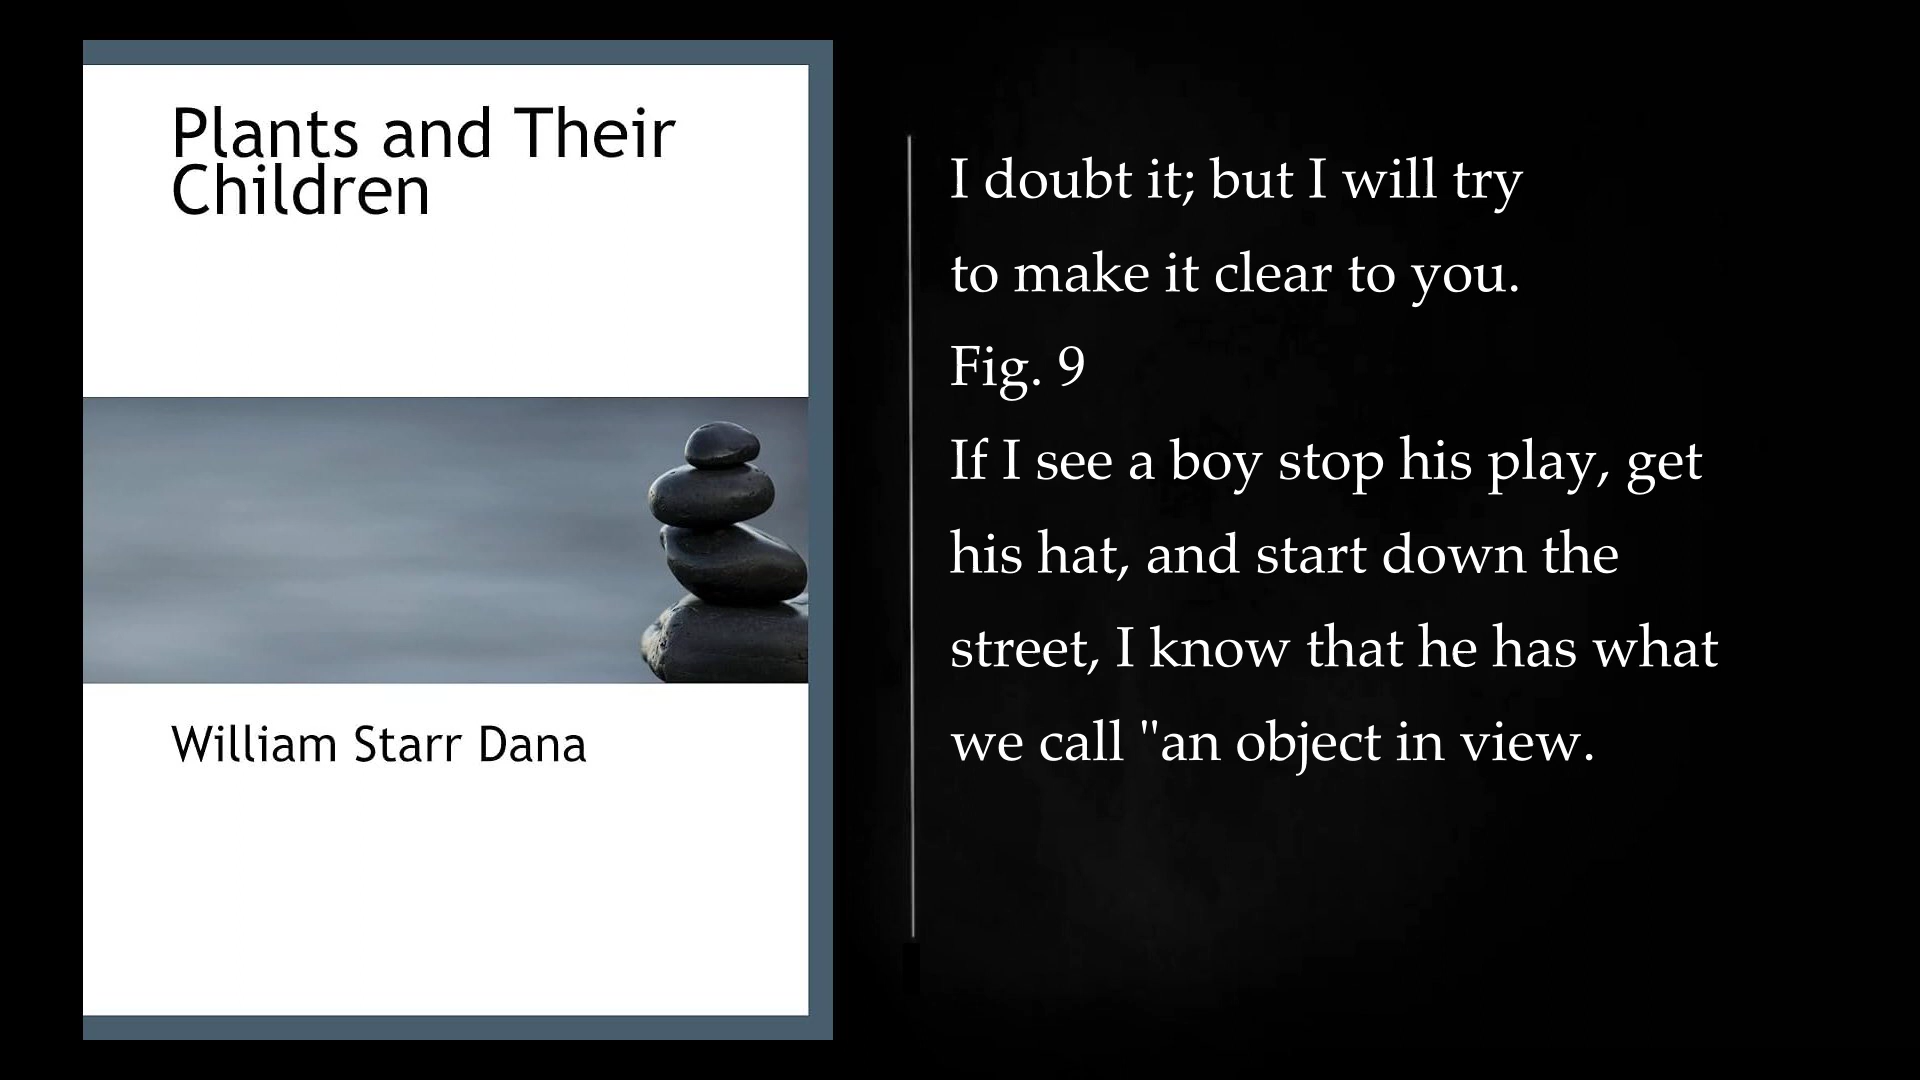 Plants and Their
Children
William Starr Dana
I doubt it; but I will try
to make it clear to you.
Fig. 9
If I see a boy stop his play, get
his hat, and start down the
street, I know that he has what
we call "an object in view.